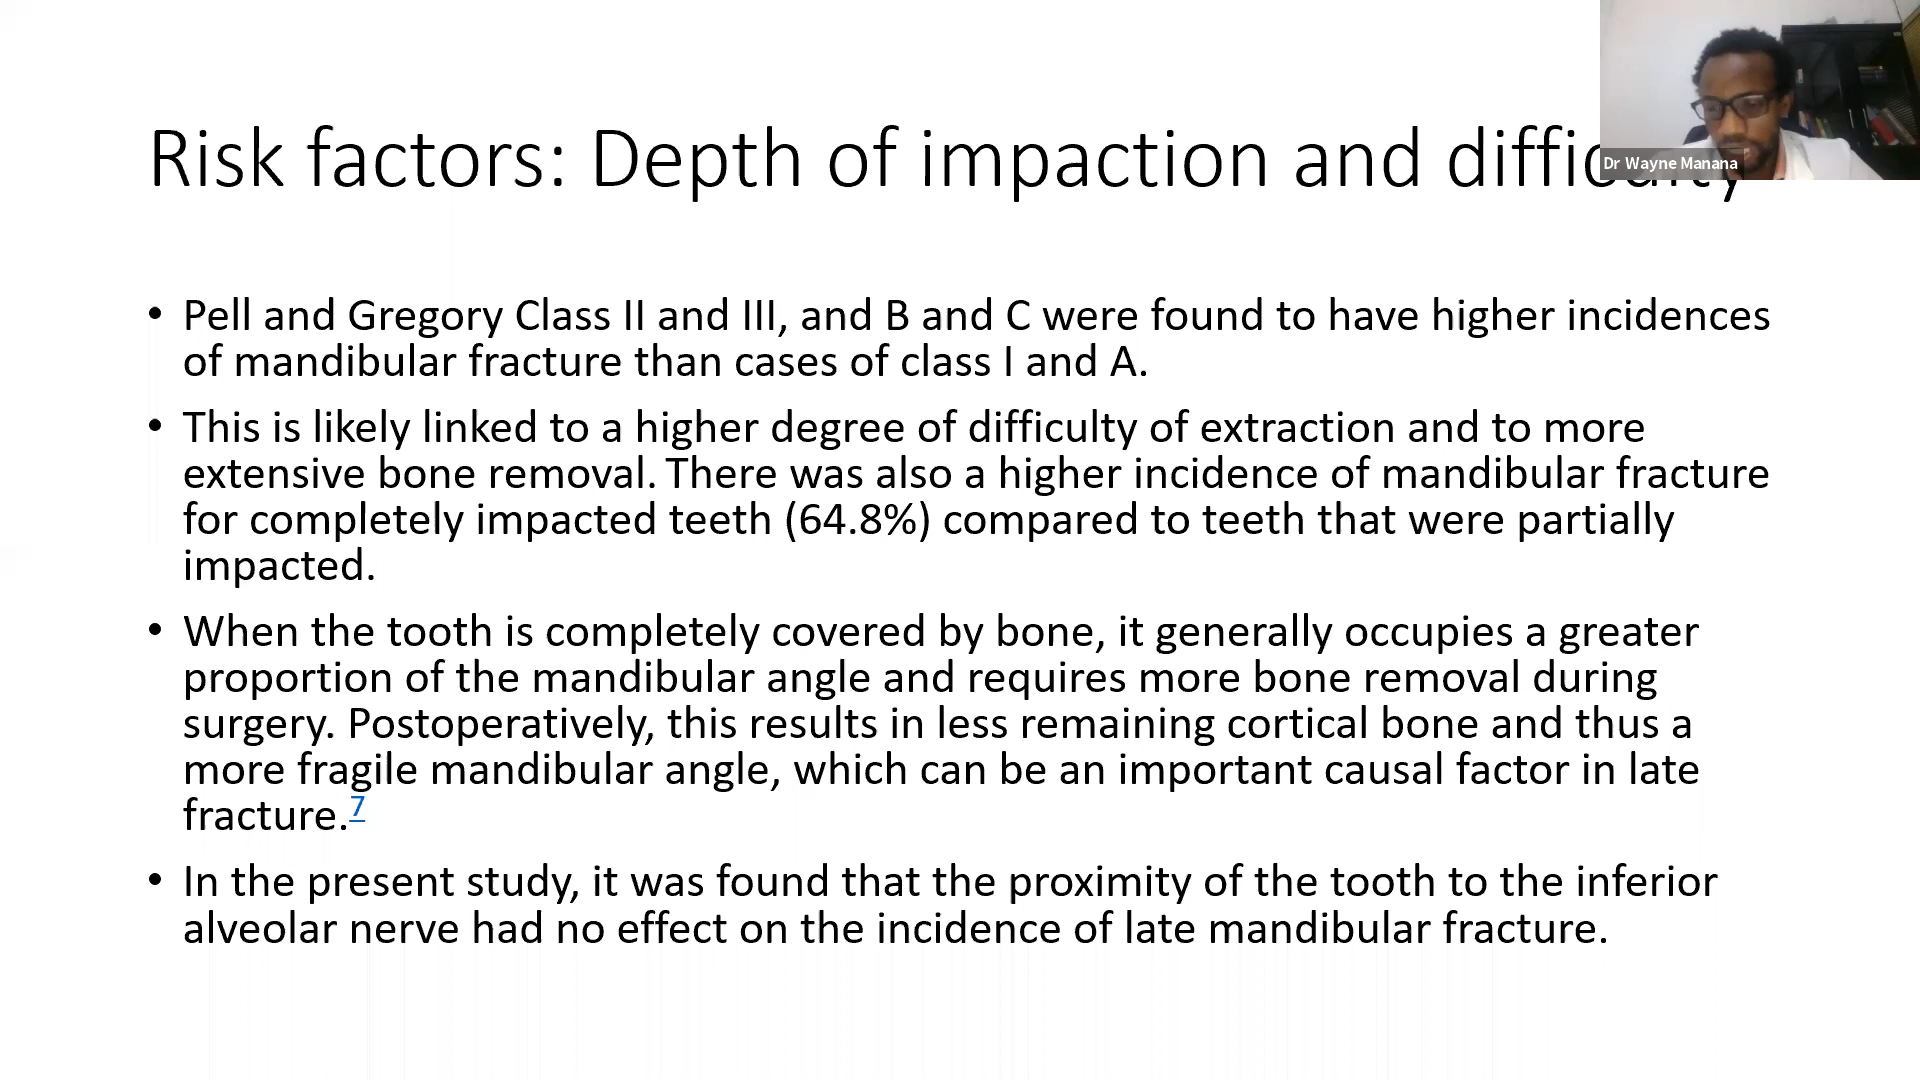 Risk factors: Depth of impaction and difficulty
Dr Wayne Manana
• Pell and Gregory Class II and III, and B and C were found to have higher incidences
of mandibular fracture than cases of class I and A.
• This is likely linked to a higher degree of difficulty of extraction and to more
extensive bone removal. There was also a higher incidence of mandibular fracture
for completely impacted teeth (64.8%) compared to teeth that were partially
impacted.
• When the tooth is completely covered by bone, it generally occupies a greater
proportion of the mandibular angle and requires more bone removal during
surgery. Postoperatively, this results in less remaining cortical bone and thus a
more fragile mandibular angle, which can be an important causal factor in late
fracture.7
• In the present study, it was found that the proximity of the tooth to the inferior
alveolar nerve had no effect on the incidence of late mandibular fracture.